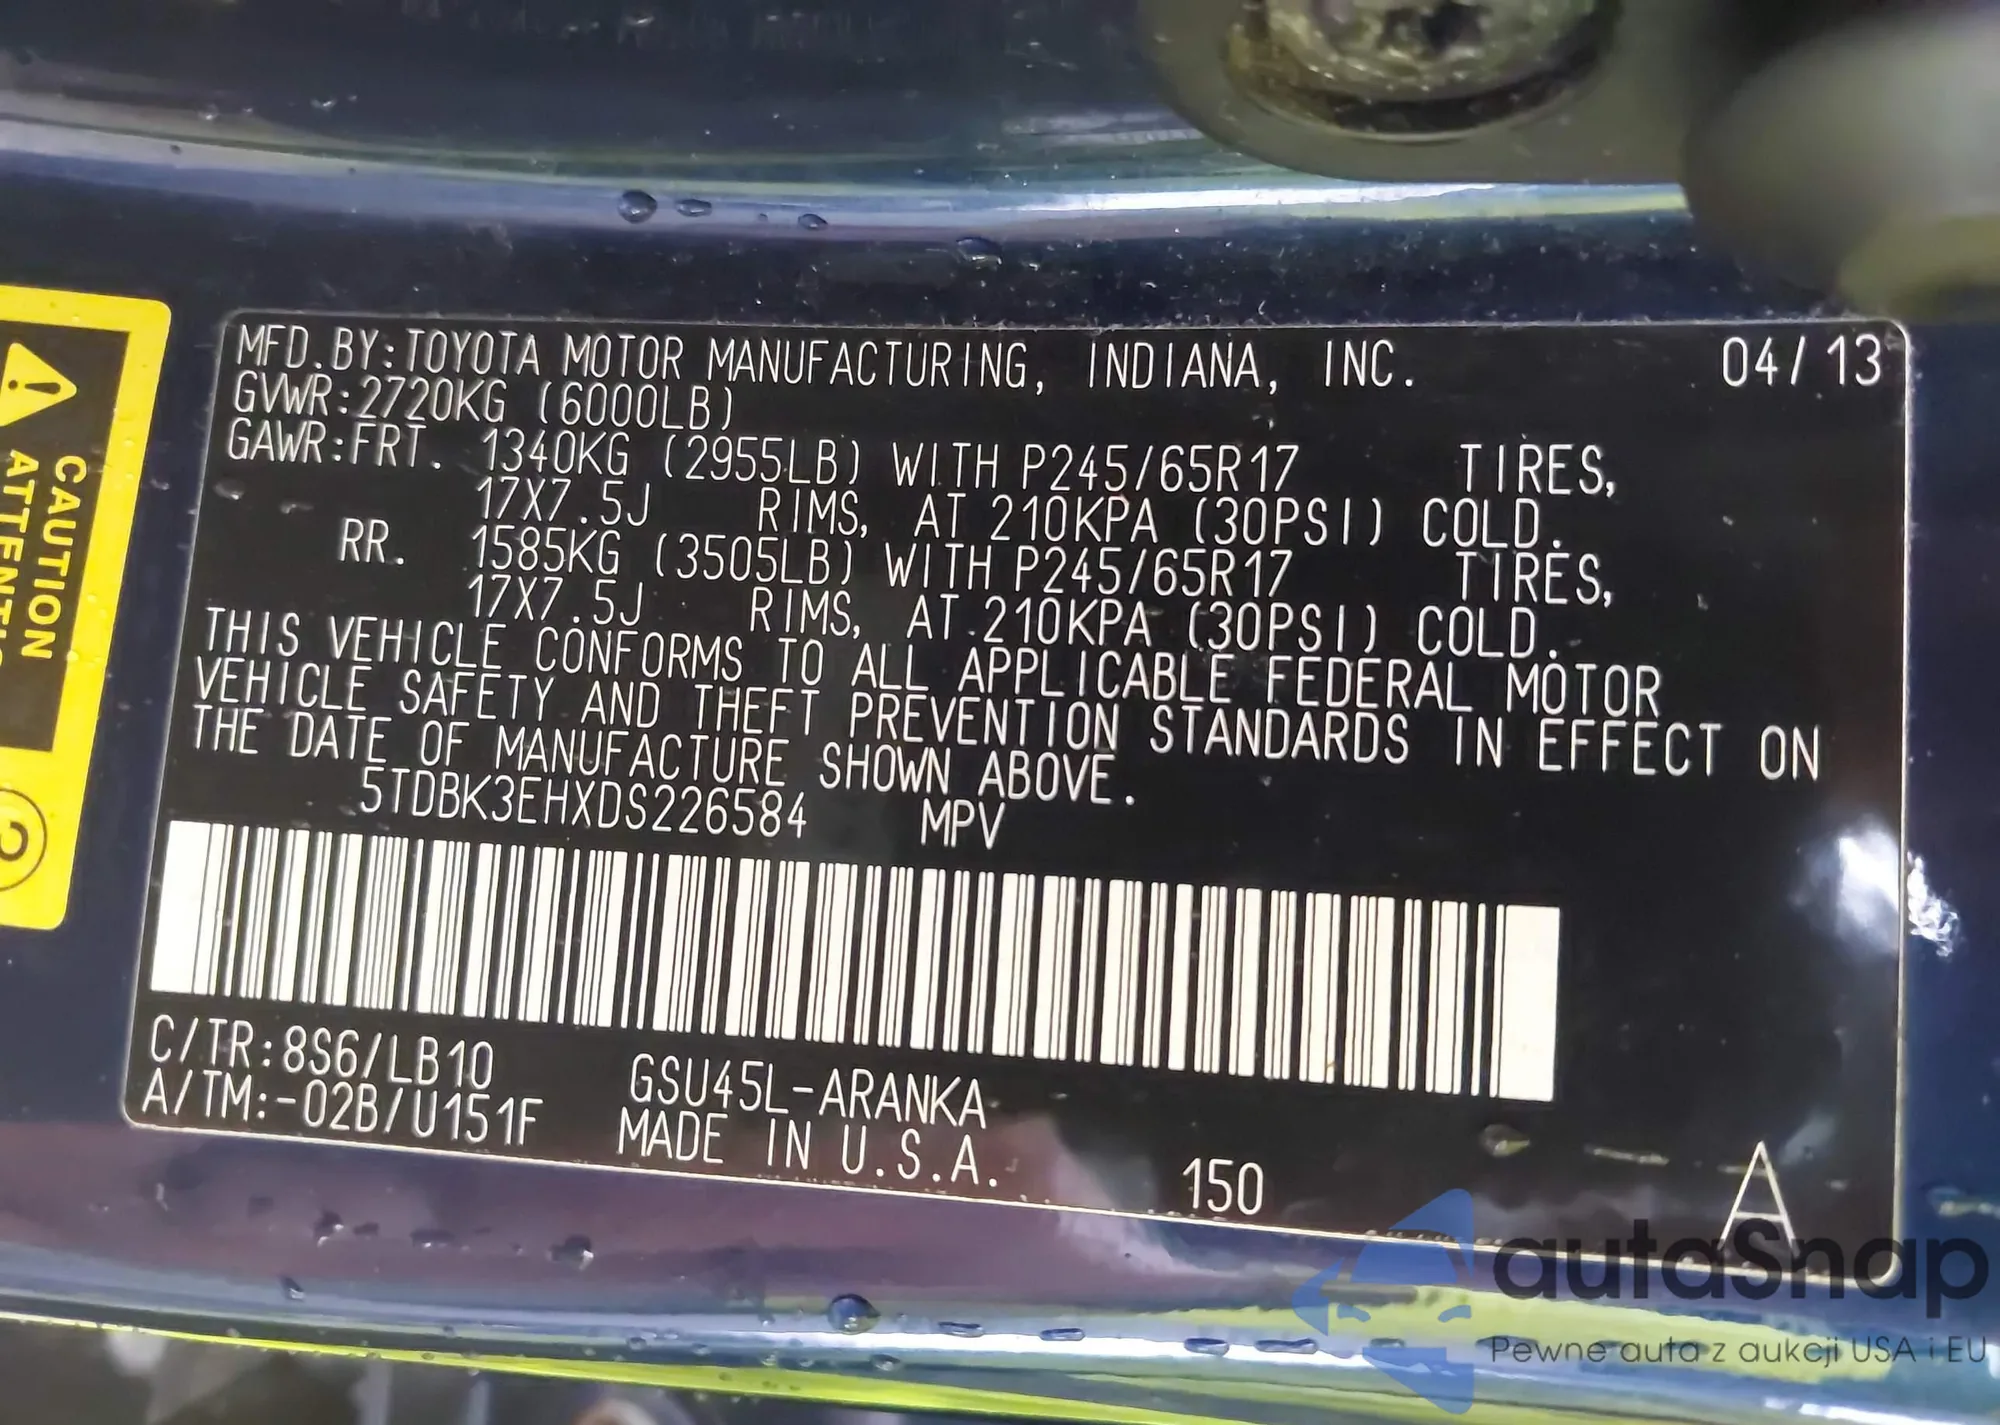 MFD.BY:TOYOTA MOTOR MANUFACTURING, INDIANA, INC. 04/13
GVWR:2720KG (6000LB)
GAWR:FRT. 1340KG (2955LB) WITH P245/65R17 TIRES,
17X7.5J RIMS, AT 210KPA (30PSI) COLD.
RR. 1585KG (3505LB) WITH P245/65R17 TIRES,
17X7.5J RIMS, AT 210KPA (30PSI) COLD.
THIS VEHICLE CONFORMS TO ALL APPLICABLE FEDERAL MOTOR
VEHICLE SAFETY AND THEFT PREVENTION STANDARDS IN EFFECT ON
THE DATE OF MANUFACTURE SHOWN ABOVE.
5TDBK3EHXDS226584 MPV
C/TR:8S6/LB10 GSU45L-ARANKA
A/TM:-02B/U151F MADE IN U.S.A. 150 A
CAUTION
autaSnap
Pewne auta z aukcji USA i EU